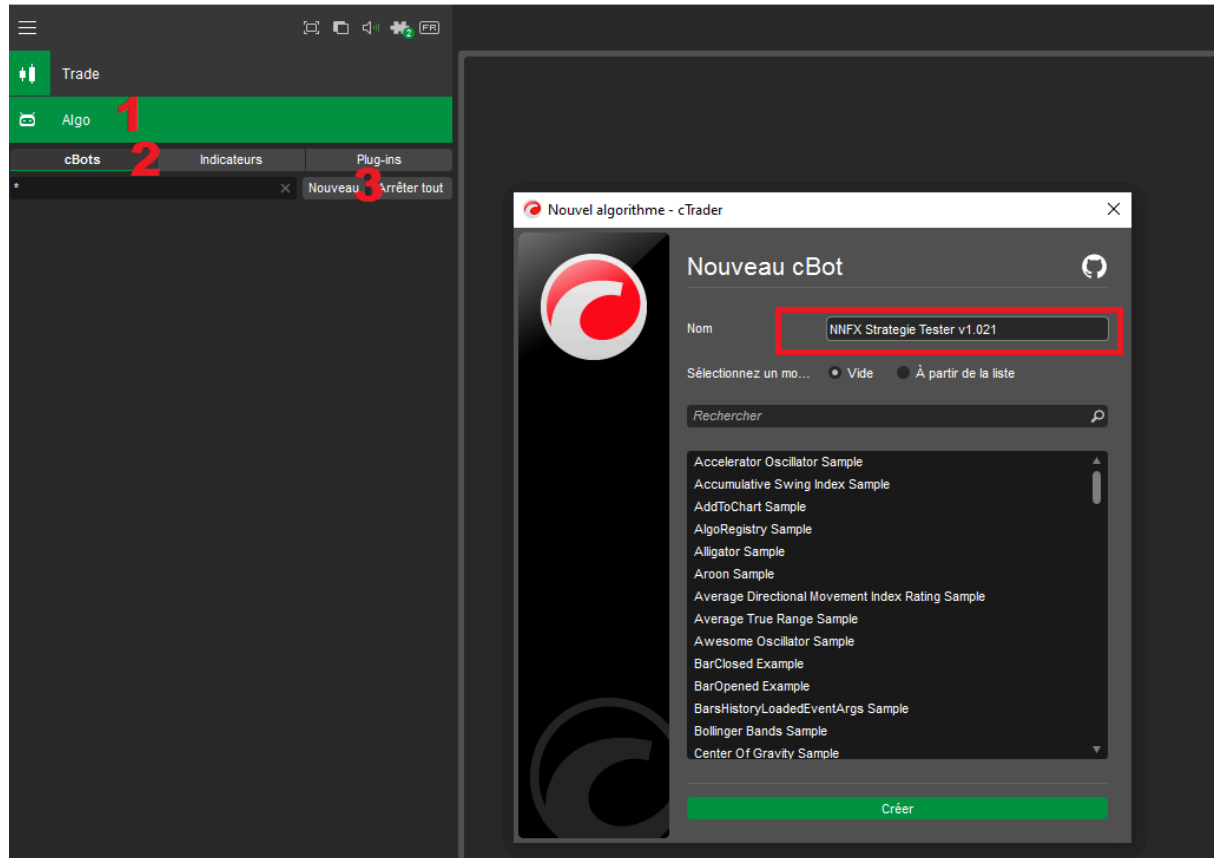 2
FR
Trade
Algo
1
cBots
2
Indicateurs
Plug-ins
*
Nouveau
3
Arrêter tout
Nouvel algorithme - cTrader
Nouveau cBot
Nom
NNFX Strategie Tester v1.021
Sélectionnez un mo...
Vide
À partir de la liste
Rechercher
Accelerator Oscillator Sample
Accumulative Swing Index Sample
AddToChart Sample
AlgoRegistry Sample
Alligator Sample
Aroon Sample
Average Directional Movement Index Rating Sample
Average True Range Sample
Awesome Oscillator Sample
BarClosed Example
BarOpened Example
BarsHistoryLoadedEventArgs Sample
Bollinger Bands Sample
Center Of Gravity Sample
Créer